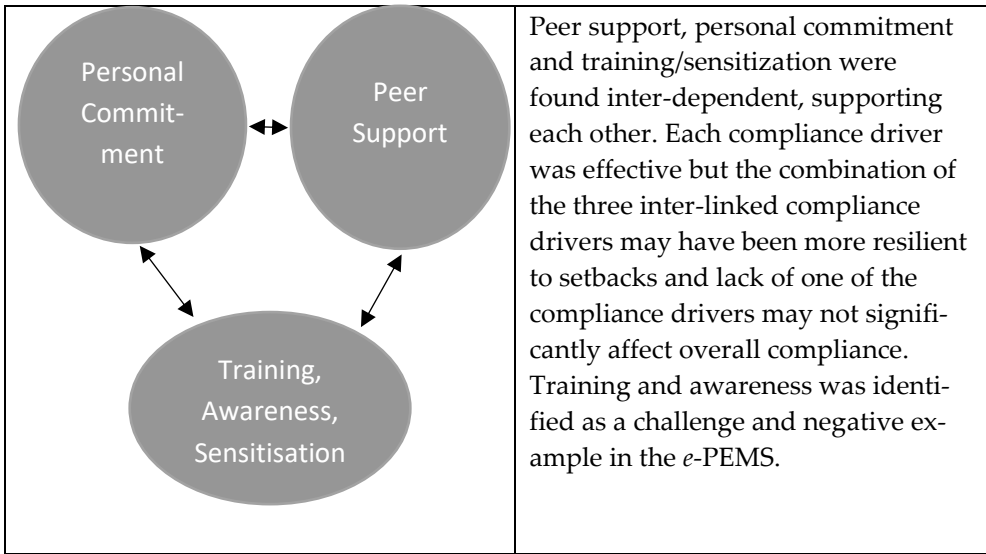 Personal
Commit-
ment
Peer
Support
Training,
Awareness,
Sensitisation
Peer support, personal commitment
and training/sensitization were
found inter-dependent, supporting
each other. Each compliance driver
was effective but the combination of
the three inter-linked compliance
drivers may have been more resilient
to setbacks and lack of one of the
compliance drivers may not signifi-
cantly affect overall compliance.
Training and awareness was identi-
fied as a challenge and negative ex-
ample in the e-PEMS.